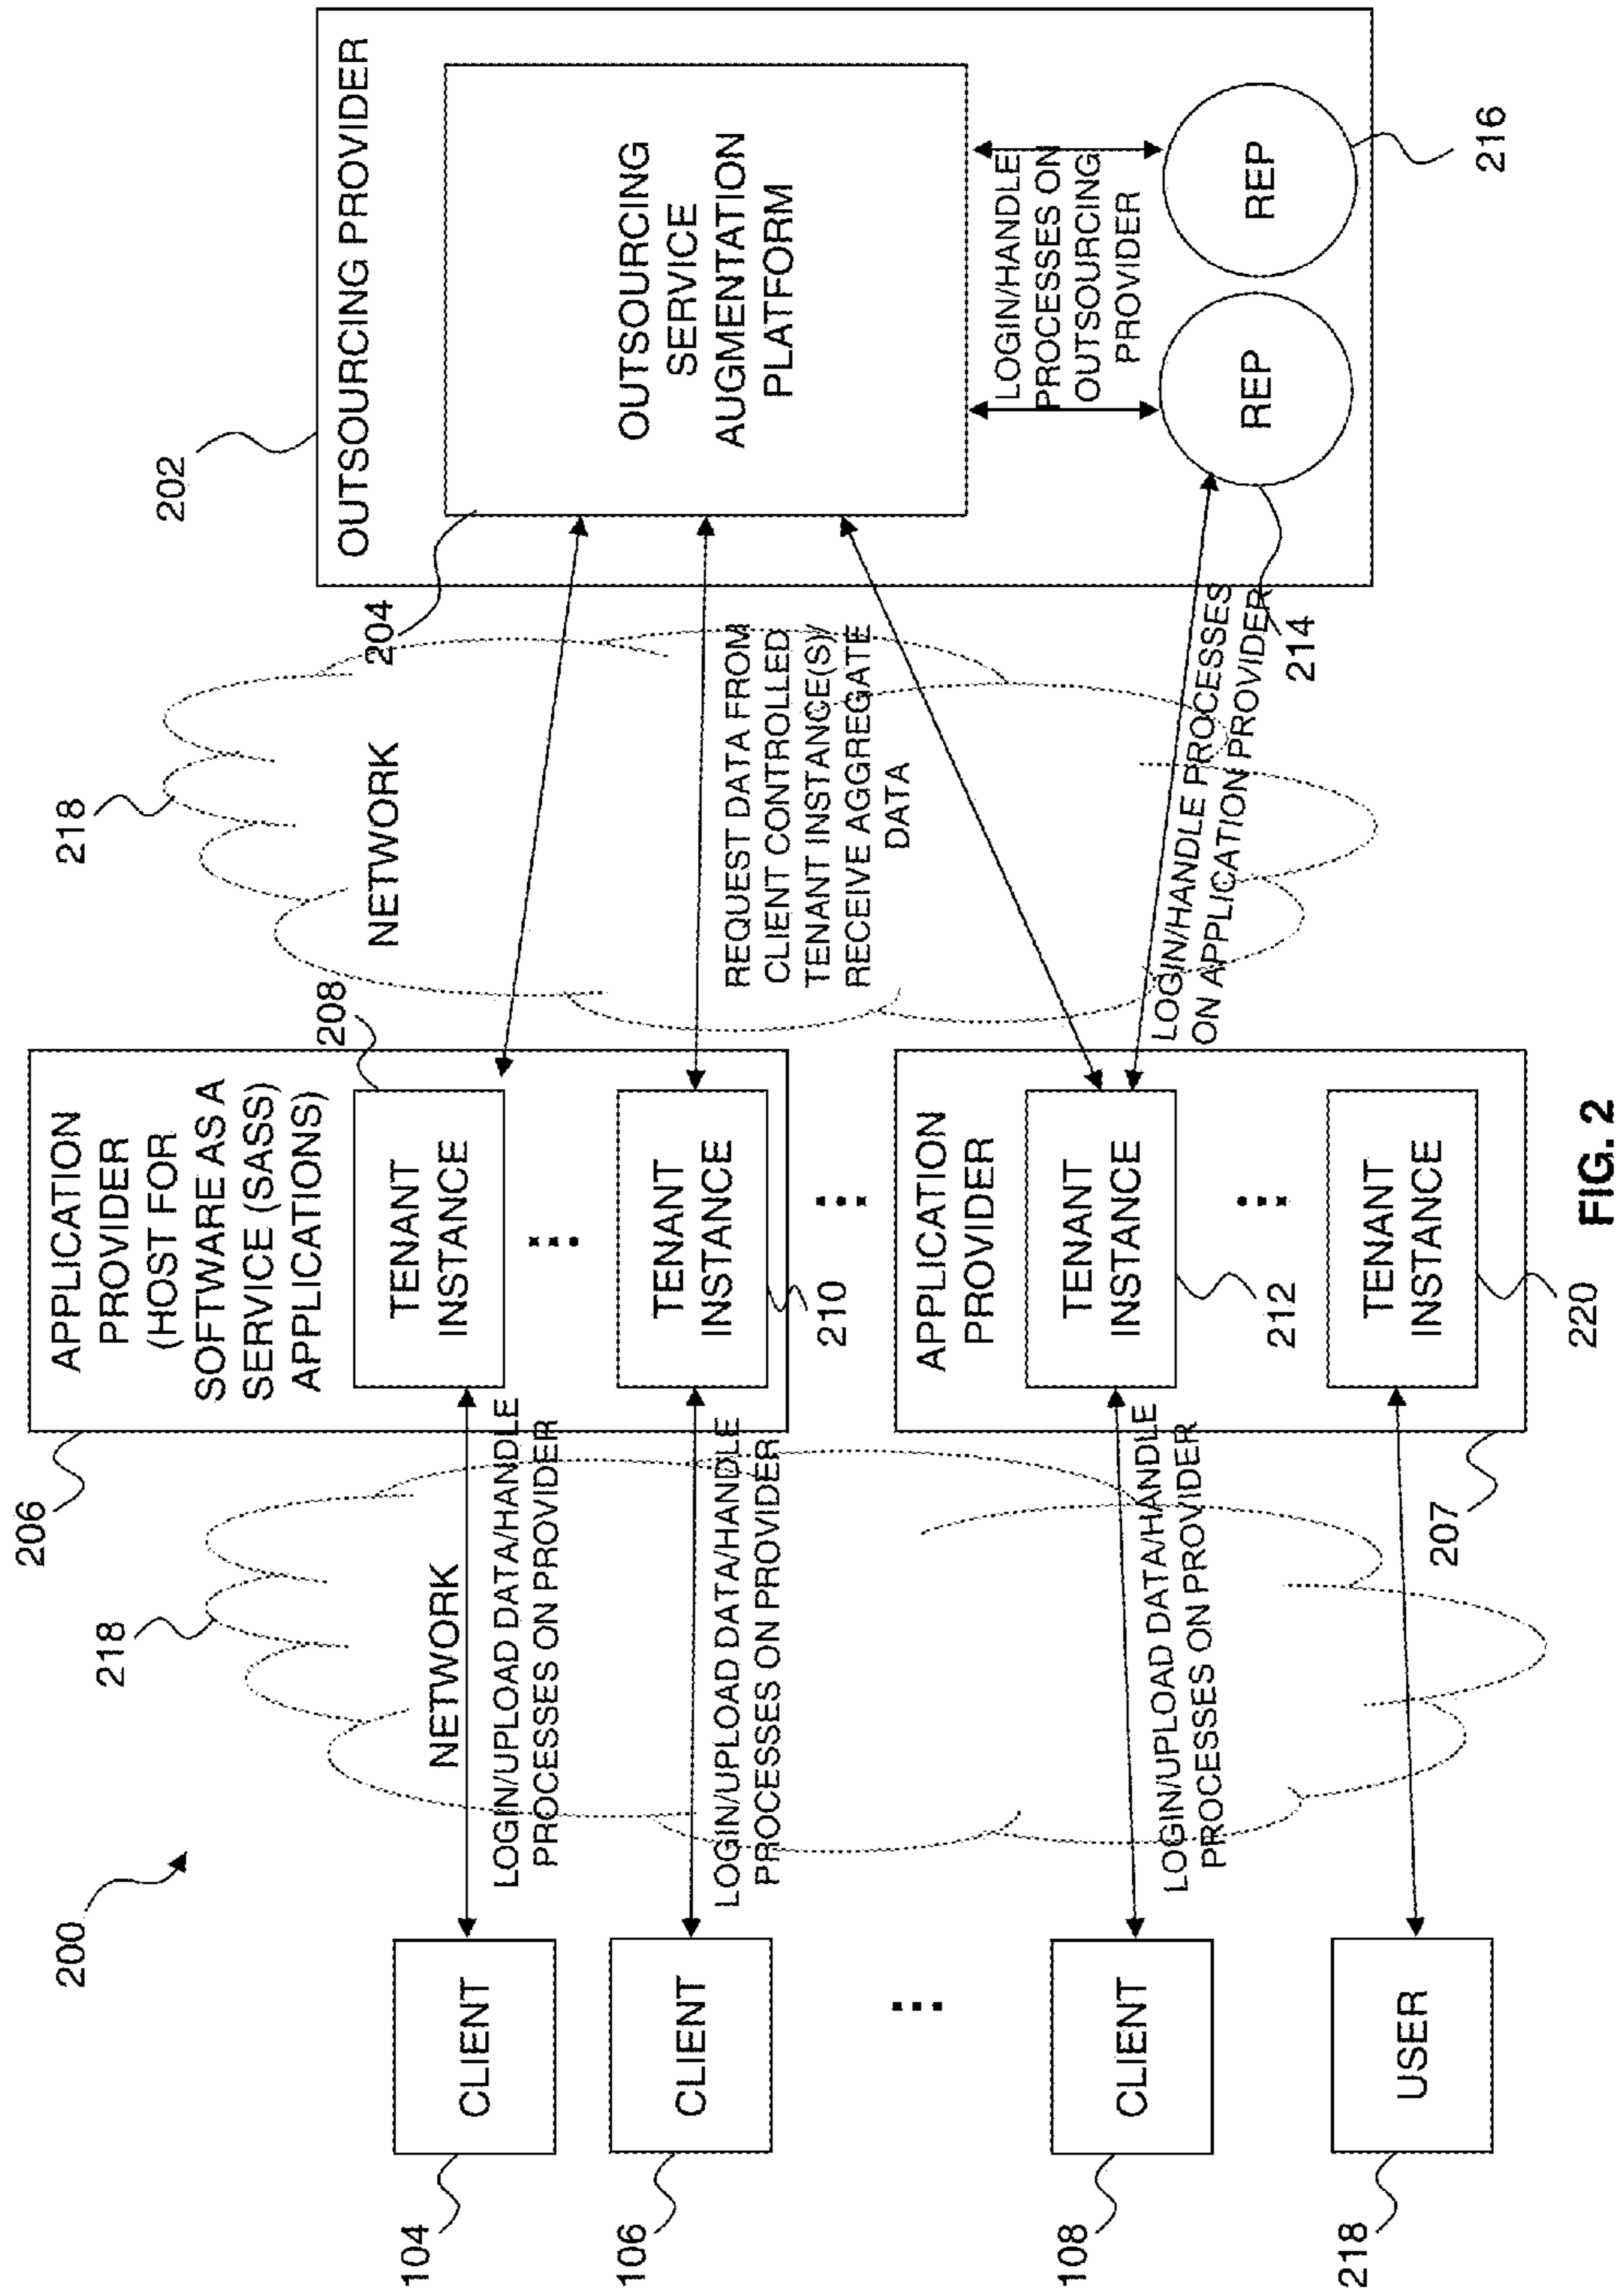 200
218
218
NETWORK
NETWORK
104
CLIENT
106
CLIENT
108
CLIENT
218
USER
LOGIN/UPLOAD DATA/HANDLE
PROCESSES ON PROVIDER
LOGIN/UPLOAD DATA/HANDLE
PROCESSES ON PROVIDER
LOGIN/UPLOAD DATA/HANDLE
PROCESSES ON PROVIDER
206
APPLICATION
PROVIDER
(HOST FOR
SOFTWARE AS A
SERVICE (SASS)
APPLICATIONS)
208
TENANT
INSTANCE
TENANT
INSTANCE
210
APPLICATION
PROVIDER
TENANT
INSTANCE
212
TENANT
INSTANCE
207
220
REQUEST DATA FROM
CLIENT CONTROLLED
TENANT INSTANCE(S)/
RECEIVE AGGREGATE
DATA
LOGIN/HANDLE PROCESSES
ON APPLICATION PROVIDER
202
OUTSOURCING PROVIDER
204
OUTSOURCING
SERVICE
AUGMENTATION
PLATFORM
LOGIN/HANDLE
PROCESSES ON
OUTSOURCING
PROVIDER
REP
REP
214
216
FIG. 2